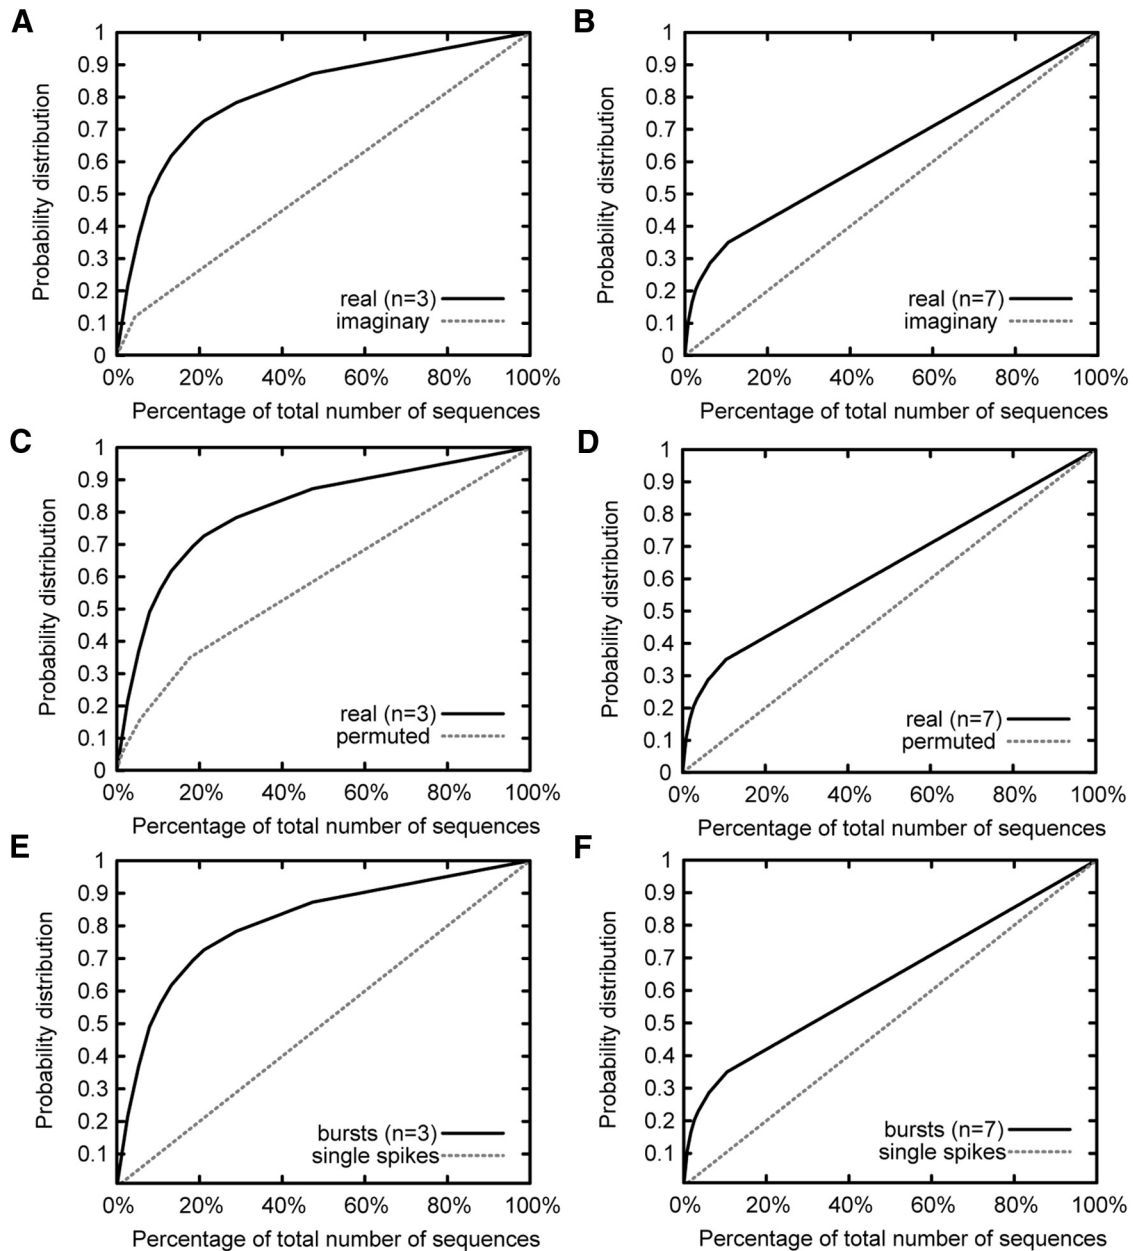 A
Probability distribution
1
0.9
0.8
0.7
0.6
0.5
0.4
0.3
0.2
0.1
0
real (n=3)
imaginary
0% 20% 40% 60% 80% 100%
Percentage of total number of sequences
B
Probability distribution
1
0.9
0.8
0.7
0.6
0.5
0.4
0.3
0.2
0.1
0
real (n=7)
imaginary
0% 20% 40% 60% 80% 100%
Percentage of total number of sequences
C
Probability distribution
1
0.9
0.8
0.7
0.6
0.5
0.4
0.3
0.2
0.1
0
real (n=3)
permuted
0% 20% 40% 60% 80% 100%
Percentage of total number of sequences
D
Probability distribution
1
0.9
0.8
0.7
0.6
0.5
0.4
0.3
0.2
0.1
0
real (n=7)
permuted
0% 20% 40% 60% 80% 100%
Percentage of total number of sequences
E
Probability distribution
0.9
0.8
0.7
0.6
0.5
0.4
0.3
0.2
0.1
bursts (n=3)
single spikes
0% 20% 40% 60% 80% 100%
Percentage of total number of sequences
F
Probability distribution
0.9
0.8
0.7
0.6
0.5
0.4
0.3
0.2
0.1
bursts (n=7)
single spikes
0% 20% 40% 60% 80% 100%
Percentage of total number of sequences